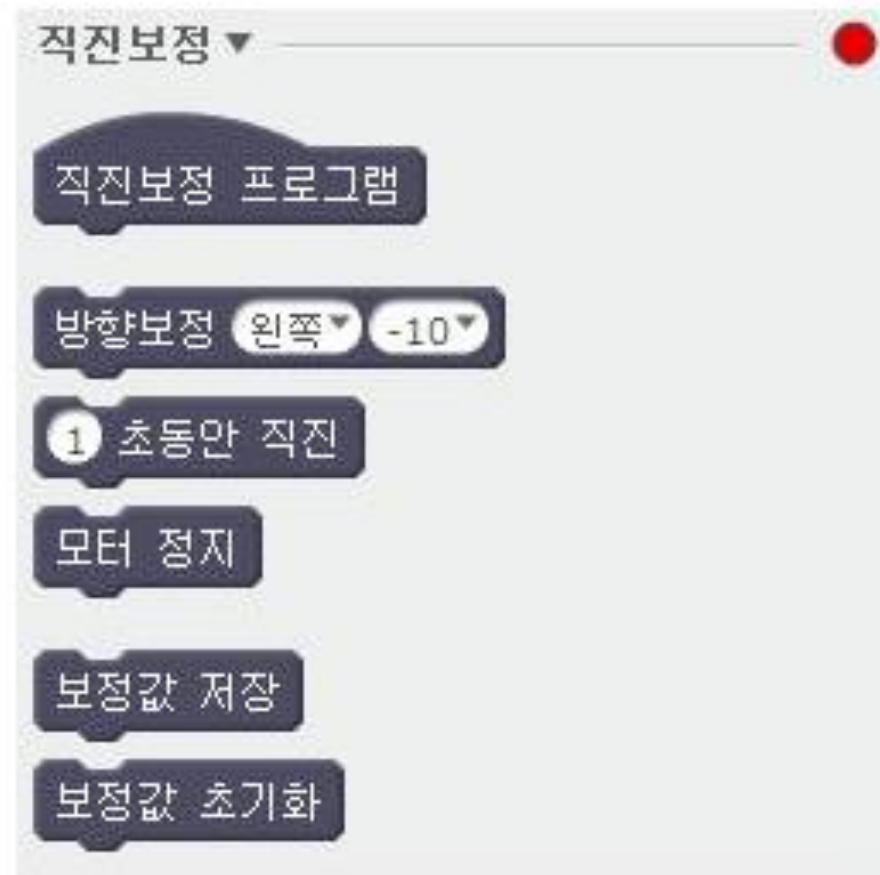 직진보정▼
직진보정 프로그램
방향보정 왼쪽▼ -10▼
1 초동안 직진
모터 정지
보정값 저장
보정값 초기화